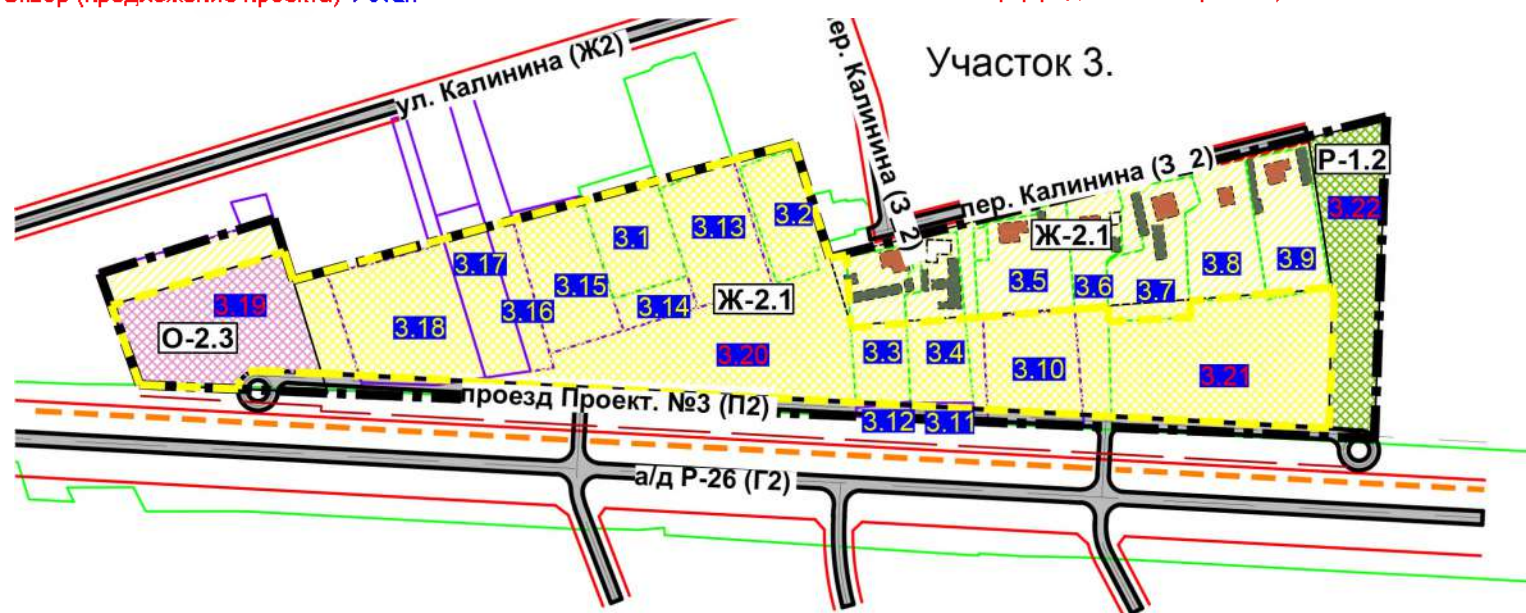 Участок 3.
ул. Калинина (Ж2)
пер. Калинина (З_2)
пер. Калинина (З_2)
Р-1.2
3.22
3.2
3.13
3.1
Ж-2.1
3.9
3.8
3.7
3.6
3.5
3.17
3.15
3.16
3.14
Ж-2.1
3.19
О-2.3
3.18
3.20
3.3
3.4
3.10
3.21
проезд Проект. №3 (П2)
3.12
3.11
а/д Р-26 (Г2)